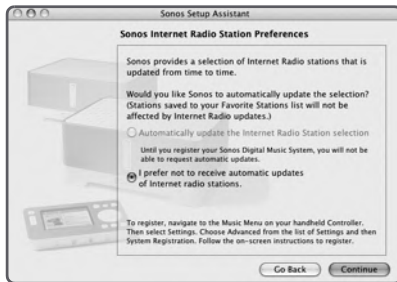 Sonos Setup Assistant
Sonos Internet Radio Station Preferences
Sonos provides a selection of Internet Radio stations that is
updated from time to time.
Would you like Sonos to automatically update the selection?
(Stations saved to your Favorite Stations list will not be
affected by Internet Radio updates.)
Automatically update the Internet Radio Station selection
Until you register your Sonos Digital Music System, you will not be
able to request automatic updates.
I prefer not to receive automatic updates
of Internet radio stations.
To register, navigate to the Music Menu on your handheld Controller.
Then select Settings. Choose Advanced from the list of Settings and then
System Registration. Follow the on-screen instructions to register.
Go Back
Continue